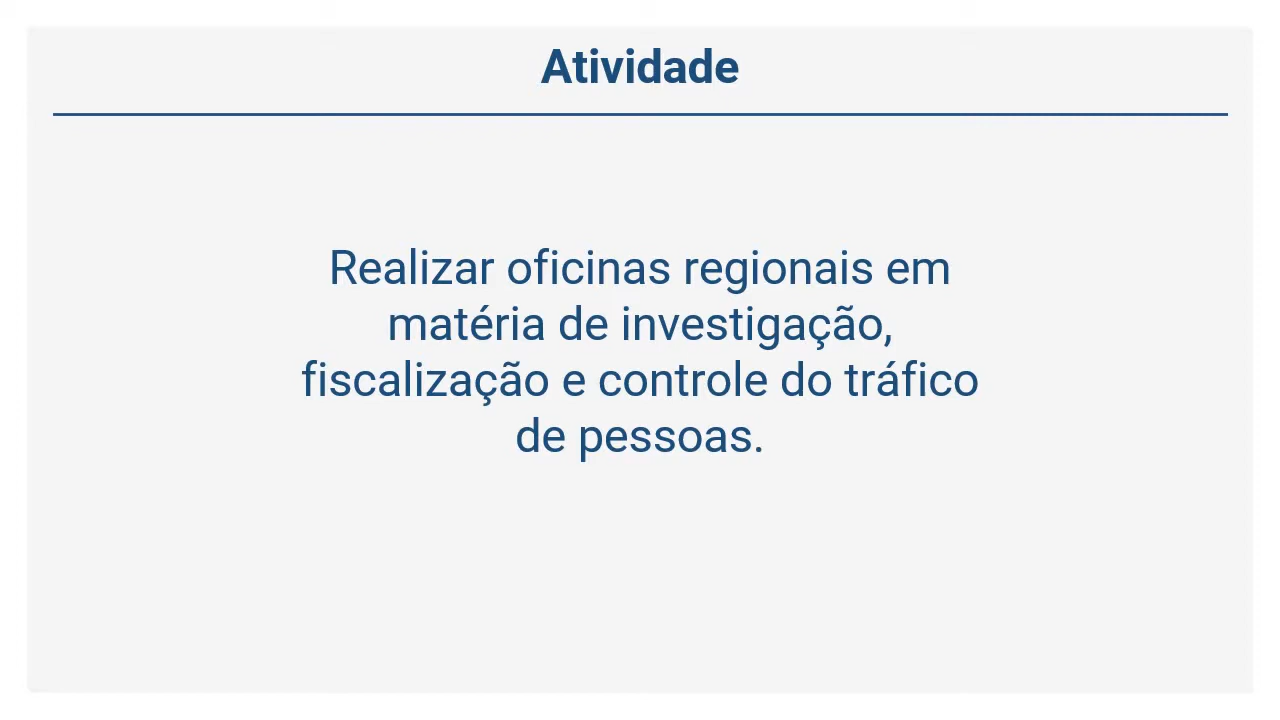 Atividade
Realizar oficinas regionais em
matéria de investigação,
fiscalização e controle do tráfico
de pessoas.